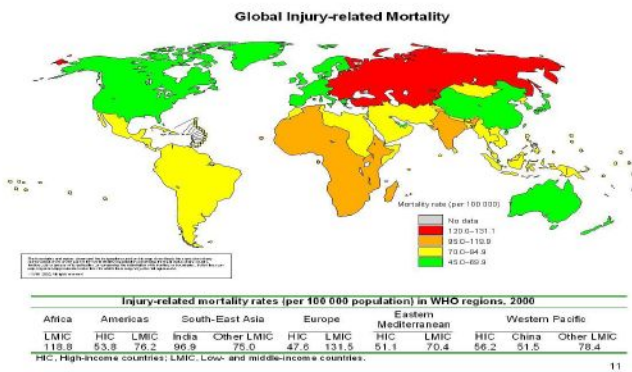 Global Injury-related Mortality
Mortality rate (per 100 000)
No data
120.0–131.1
95.0–119.9
70.0–94.9
45.0–69.9
Injury-related mortality rates (per 100 000 population) in WHO regions, 2000
Africa Americas South-East Asia Europe Eastern Mediterranean Western Pacific
LMIC HIC LMIC India Other LMIC HIC LMIC HIC LMIC HIC China Other LMIC
118.8 53.8 76.2 96.9 75.0 47.6 131.5 51.1 70.4 56.2 51.5 78.4
HIC, High-income countries; LMIC, Low- and middle-income countries.
11